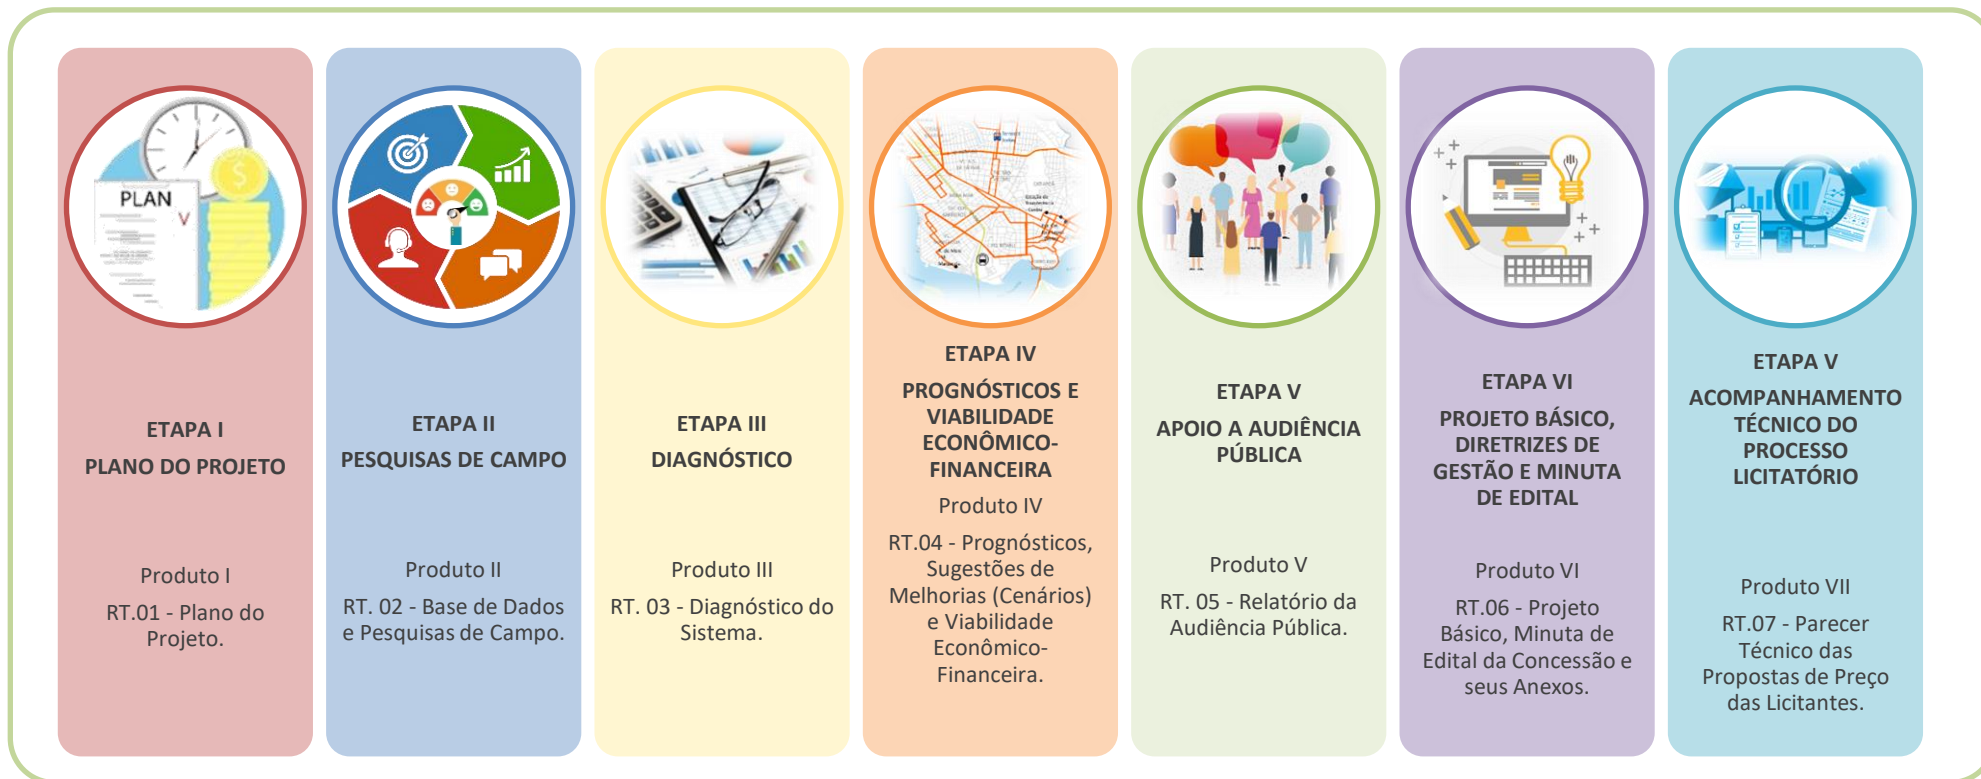 PLAN
V
ETAPA I
PLANO DO PROJETO
Produto I
RT.01 - Plano do
Projeto.
ETAPA II
PESQUISAS DE CAMPO
Produto II
RT. 02 - Base de Dados
e Pesquisas de Campo.
ETAPA III
DIAGNÓSTICO
Produto III
RT. 03 - Diagnóstico do
Sistema.
ETAPA IV
PROGNÓSTICOS E
VIABILIDADE
ECONÔMICO-
FINANCEIRA
Produto IV
RT.04 - Prognósticos,
Sugestões de
Melhorias (Cenários)
e Viabilidade
Econômico-
Financeira.
ETAPA V
APOIO A AUDIÊNCIA
PÚBLICA
Produto V
RT. 05 - Relatório da
Audiência Pública.
ETAPA VI
PROJETO BÁSICO,
DIRETRIZES DE
GESTÃO E MINUTA
DE EDITAL
Produto VI
RT.06 - Projeto
Básico, Minuta de
Edital da Concessão e
seus Anexos.
ETAPA V
ACOMPANHAMENTO
TÉCNICO DO
PROCESSO
LICITATÓRIO
Produto VII
RT.07 - Parecer
Técnico das
Propostas de Preço
das Licitantes.